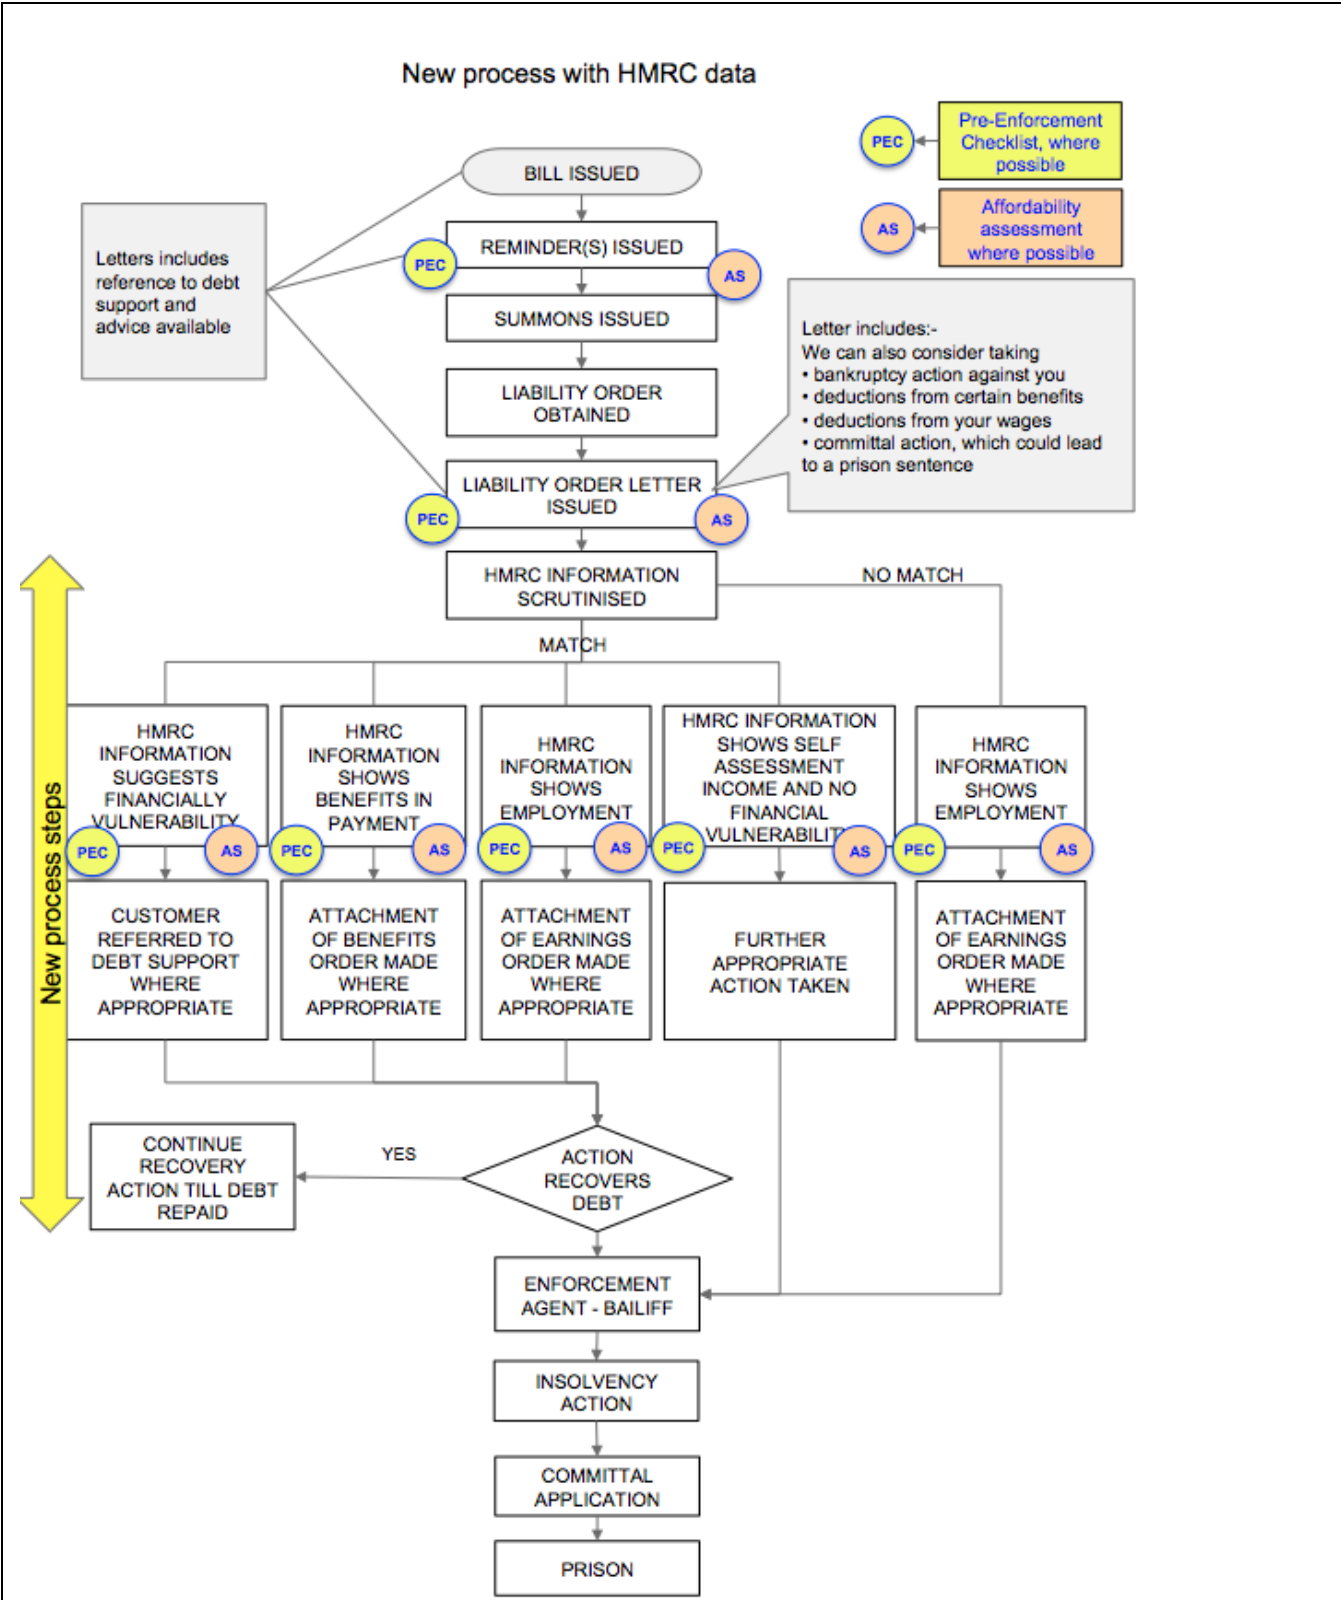 New process with HMRC data
PEC
Pre-Enforcement
Checklist, where
possible
AS
Affordability
assessment
where possible
BILL ISSUED
Letters includes
reference to debt
support and
advice available
REMINDER(S) ISSUED
PEC
AS
SUMMONS ISSUED
Letter includes:-
We can also consider taking
• bankruptcy action against you
• deductions from certain benefits
• deductions from your wages
• committal action, which could lead
to a prison sentence
LIABILITY ORDER
OBTAINED
LIABILITY ORDER LETTER
ISSUED
PEC
AS
HMRC INFORMATION
SCRUTINISED
NO MATCH
MATCH
New process steps
HMRC
INFORMATION
SUGGESTS
FINANCIALLY
VULNERABILITY
PEC
AS
HMRC
INFORMATION
SHOWS
BENEFITS IN
PAYMENT
PEC
AS
HMRC
INFORMATION
SHOWS
EMPLOYMENT
PEC
AS
HMRC INFORMATION
SHOWS SELF
ASSESSMENT
INCOME AND NO
FINANCIAL
VULNERABILITY
PEC
AS
HMRC
INFORMATION
SHOWS
EMPLOYMENT
PEC
AS
CUSTOMER
REFERRED TO
DEBT SUPPORT
WHERE
APPROPRIATE
ATTACHMENT
OF BENEFITS
ORDER MADE
WHERE
APPROPRIATE
ATTACHMENT
OF EARNINGS
ORDER MADE
WHERE
APPROPRIATE
FURTHER
APPROPRIATE
ACTION TAKEN
ATTACHMENT
OF EARNINGS
ORDER MADE
WHERE
APPROPRIATE
CONTINUE
RECOVERY
ACTION TILL DEBT
REPAID
YES
ACTION
RECOVERS
DEBT
ENFORCEMENT
AGENT - BAILIFF
INSOLVENCY
ACTION
COMMITTAL
APPLICATION
PRISON